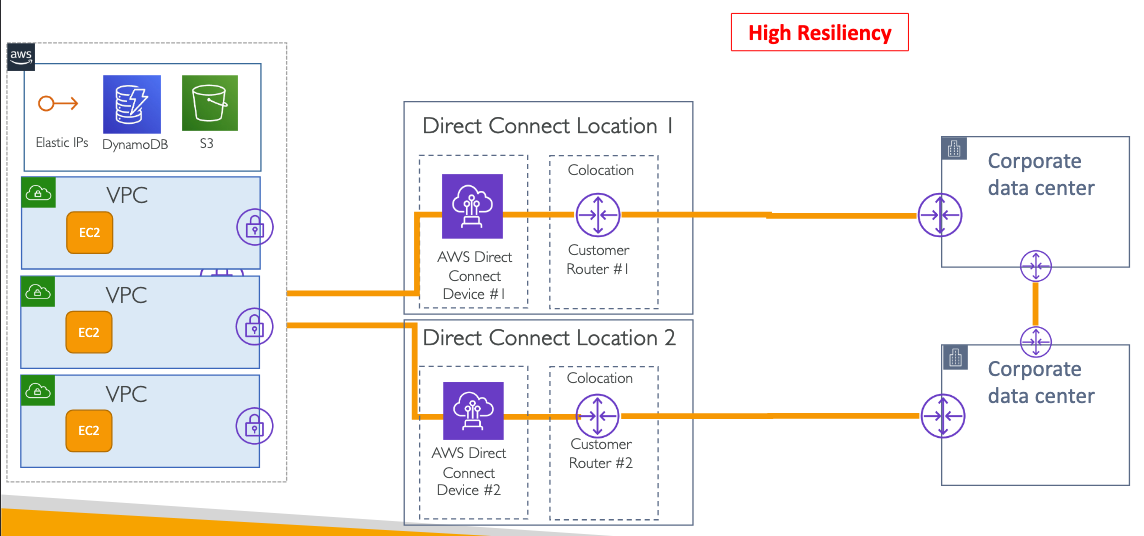 High Resiliency
aws
Elastic IPs
DynamoDB
S3
VPC
EC2
VPC
EC2
VPC
EC2
Direct Connect Location 1
AWS Direct
Connect
Device #1
Colocation
Customer
Router #1
Direct Connect Location 2
AWS Direct
Connect
Device #2
Colocation
Customer
Router #2
Corporate
data center
Corporate
data center